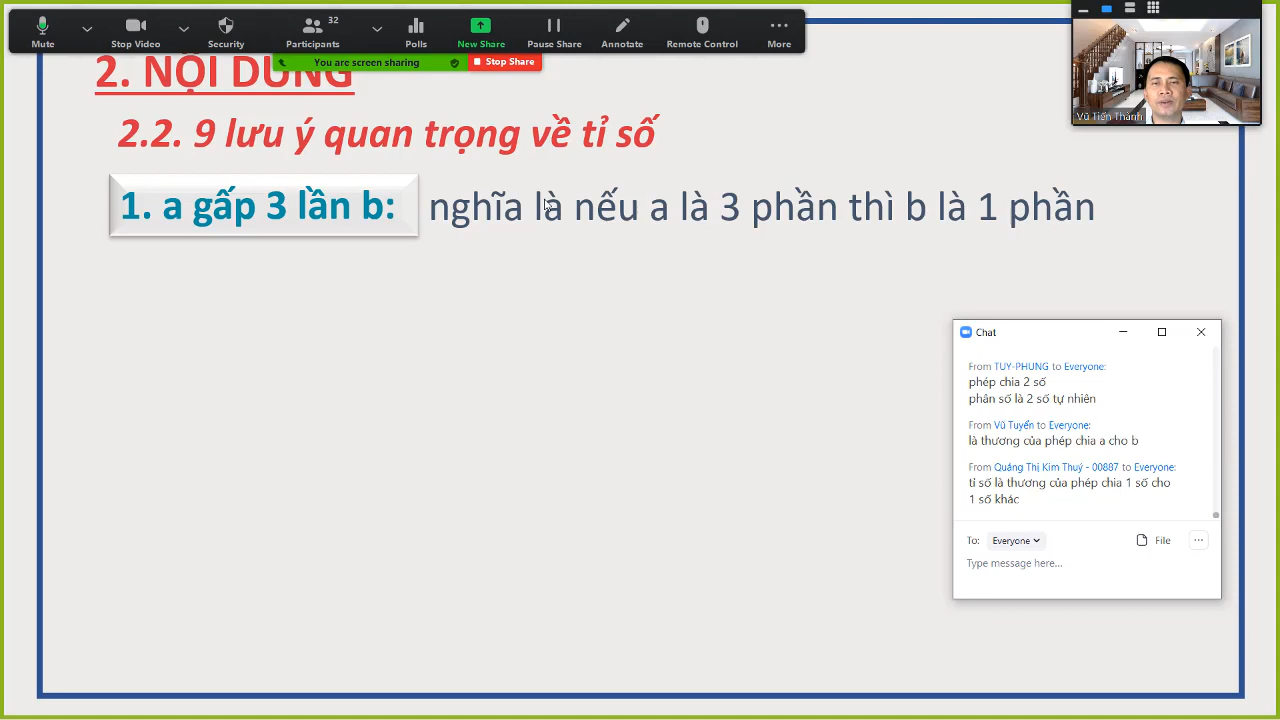 Mute
Stop Video
Security
Participants
32
Polls
New Share
Pause Share
Annotate
Remote Control
More
You are screen sharing
Stop Share
Vũ Tiến Thành
2. NỘI DUNG
2.2. 9 lưu ý quan trọng về tỉ số
1. a gấp 3 lần b: nghĩa là nếu a là 3 phần thì b là 1 phần
Chat
From TUY-PHUNG to Everyone:
phép chia 2 số
phân số là 2 số tự nhiên
From Vũ Tuyển to Everyone:
là thương của phép chia a cho b
From Quảng Thị Kim Thuý - 00887 to Everyone:
tỉ số là thương của phép chia 1 số cho
1 số khác
To: Everyone
File
Type message here...